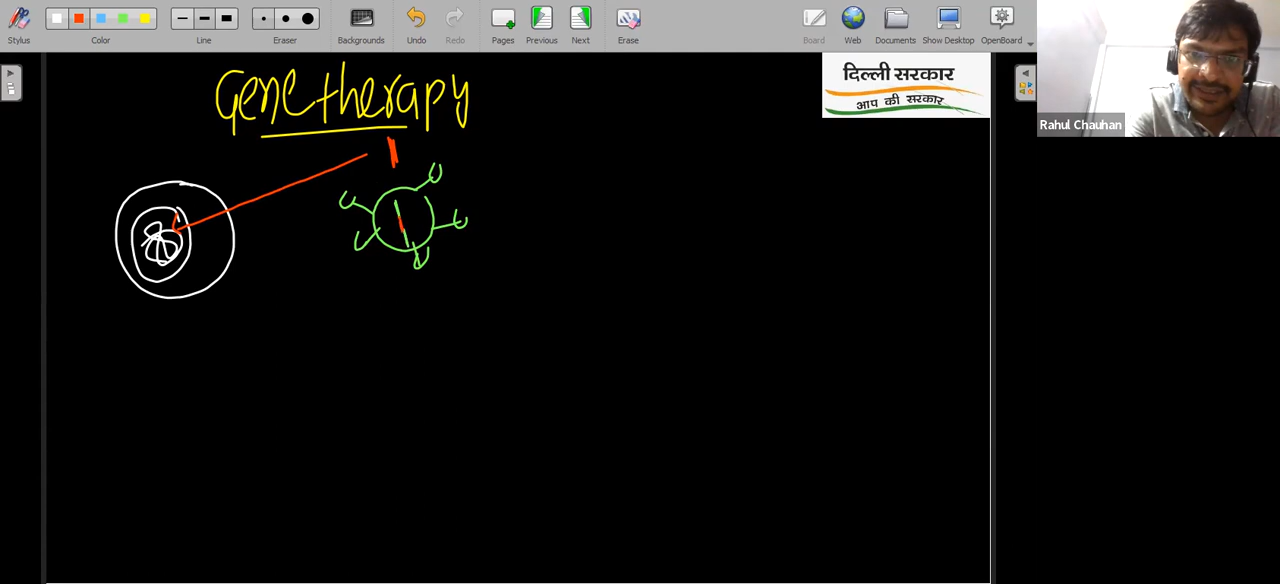 Stylus
Color
Line
Eraser
Backgrounds
Undo
Redo
Pages
Previous
Next
Erase
Board
Web
Documents
Show Desktop
OpenBoard
Gene therapy
दिल्ली सरकार
आप की सरकार
Rahul Chauhan